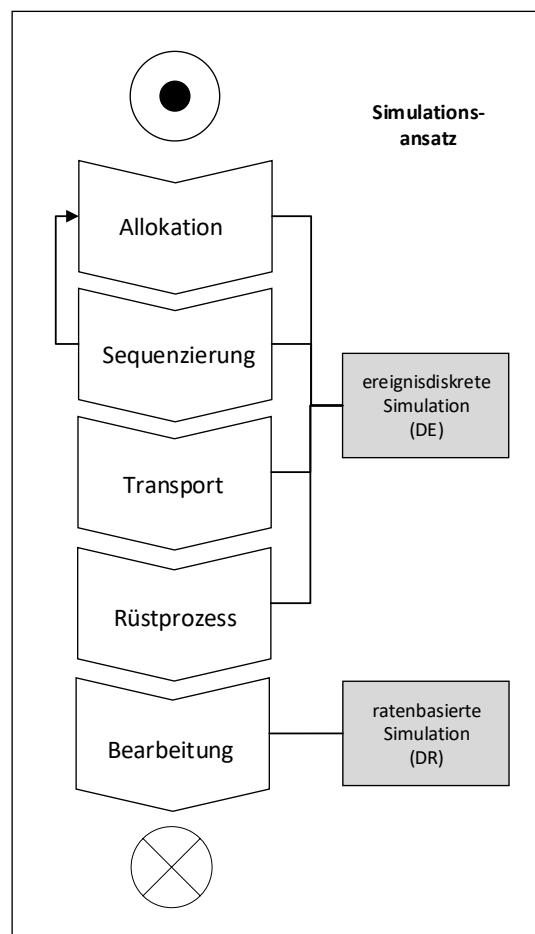 Simulations-
ansatz
Allokation
Sequenzierung
ereignisdiskrete
Simulation
(DE)
Transport
Rüstprozess
ratenbasierte
Simulation
(DR)
Bearbeitung